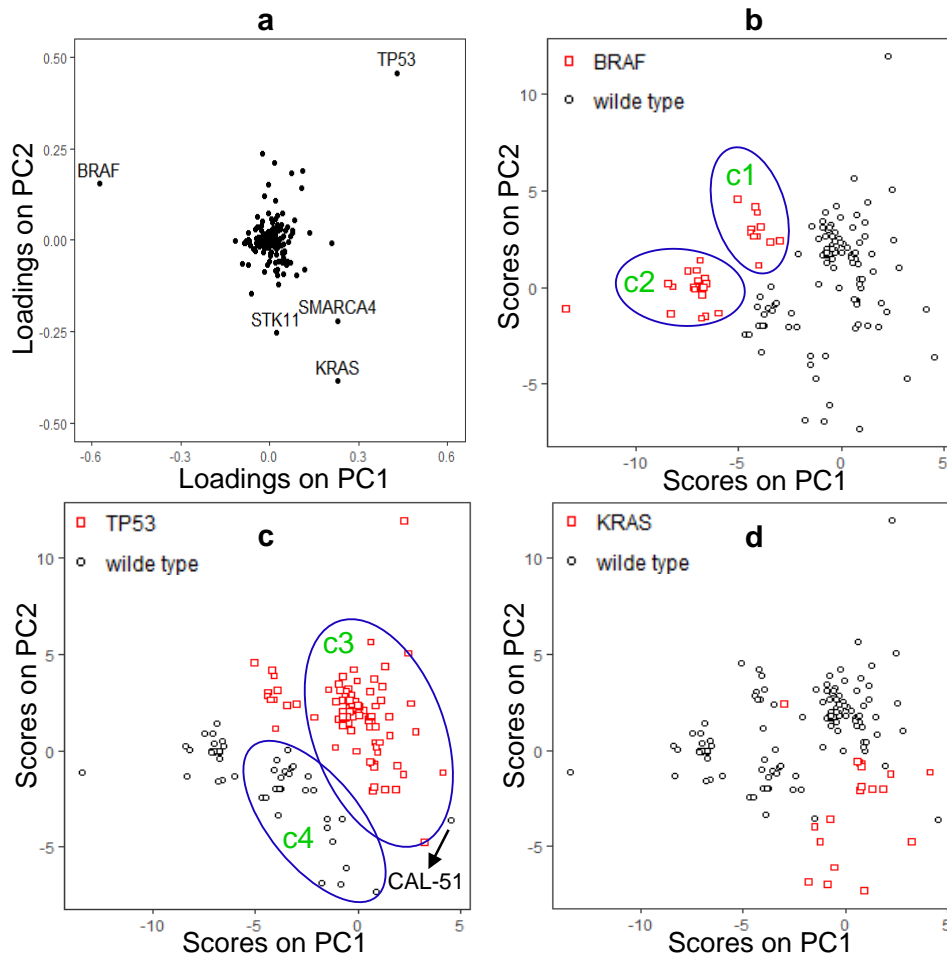 a
0.50
0.25
0.00
-0.25
-0.50
-0.6
-0.3
0.0
0.3
0.6
TP53
BRAF
SMARCA4
STK11
KRAS
Loadings on PC2
Loadings on PC1
b
BRAF
wilde type
c1
c2
10
5
0
-5
-10
-5
0
5
Scores on PC2
Scores on PC1
c
TP53
wilde type
c3
c4
CAL-51
10
5
0
-5
-10
-5
0
5
Scores on PC2
Scores on PC1
d
KRAS
wilde type
10
5
0
-5
-10
-5
0
5
Scores on PC2
Scores on PC1